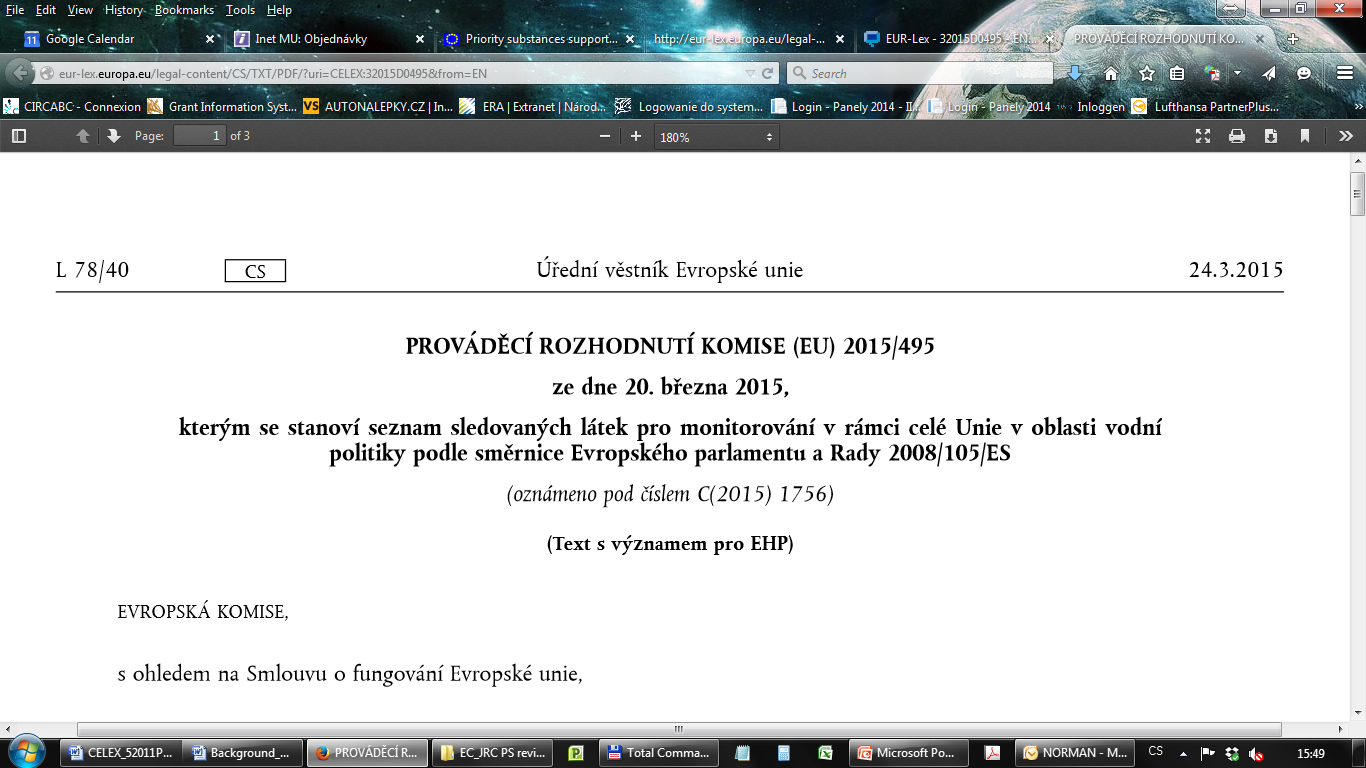 File Edit View History Bookmarks Tools Help
11 Google Calendar Inet MU: Objednávky Priority substances support... http://eur-lex.europa.eu/legal-... EUR-Lex - 32015D0495 - EN... PROVÁDĚCÍ ROZHODNUTÍ KO...
eur-lex.europa.eu/legal-content/CS/TXT/PDF/?uri=CELEX:32015D0495&from=EN Search
CIRCABC - Connexion Grant Information Syst... VS AUTONALEPKY.CZ | In... ERA | Extranet | Národ... Logowanie do system... Login - Panely 2014 - II... Login - Panely 2014 Inloggen Lufthansa PartnerPlus...
Page: 1 of 3 180%
L 78/40 CS Úřední věstník Evropské unie 24.3.2015
PROVÁDĚCÍ ROZHODNUTÍ KOMISE (EU) 2015/495
ze dne 20. března 2015,
kterým se stanoví seznam sledovaných látek pro monitorování v rámci celé Unie v oblasti vodní
politiky podle směrnice Evropského parlamentu a Rady 2008/105/ES
(oznámeno pod číslem C(2015) 1756)
(Text s významem pro EHP)
EVROPSKÁ KOMISE,
s ohledem na Smlouvu o fungování Evropské unie,
CELEX_52011P... Background_... PROVÁDĚCÍ R... EC_JRC PS revi... Total Comma... Microsoft Po... NORMAN - M... CS 15:49